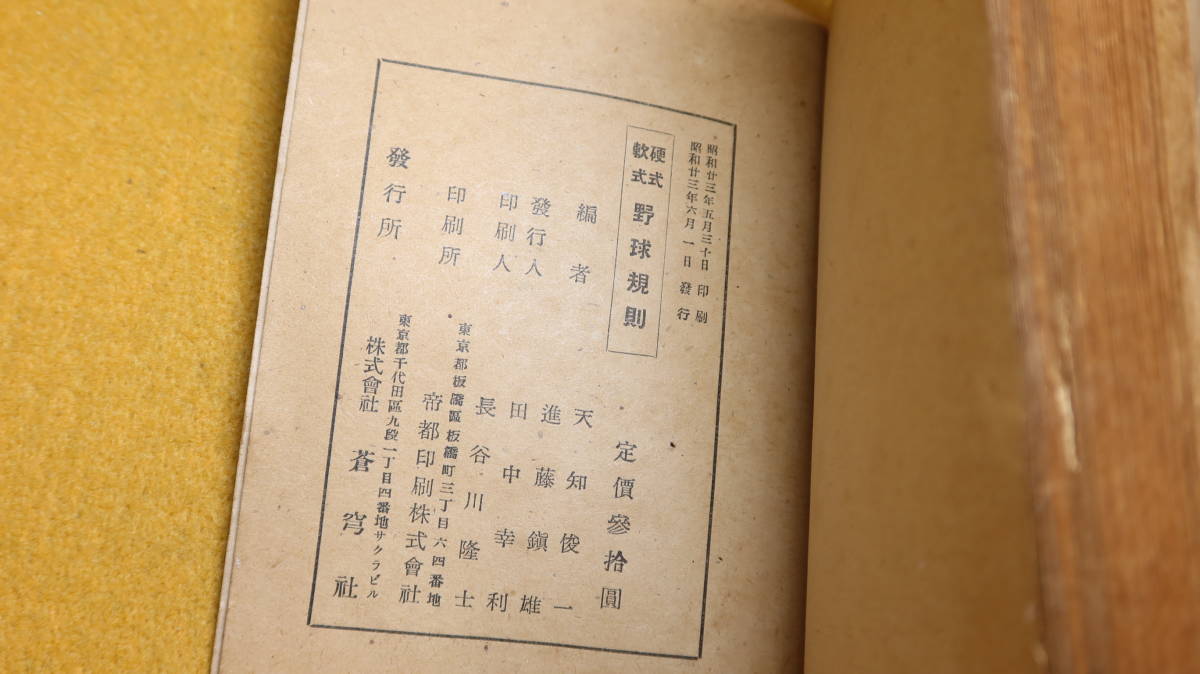 昭和廿三年五月三十日 印刷
昭和廿三年六月一日 發行
硬式
軟式
野球規則
定價參拾圓
編者 天知俊一
進藤鎭雄
發行人 田中幸利
印刷人 長谷川隆士
東京都板橋區板橋町三丁目六四番地
印刷所 帝都印刷株式會社
東京都千代田區九段一丁目四番地サクラビル
發行所 株式會社 蒼穹社